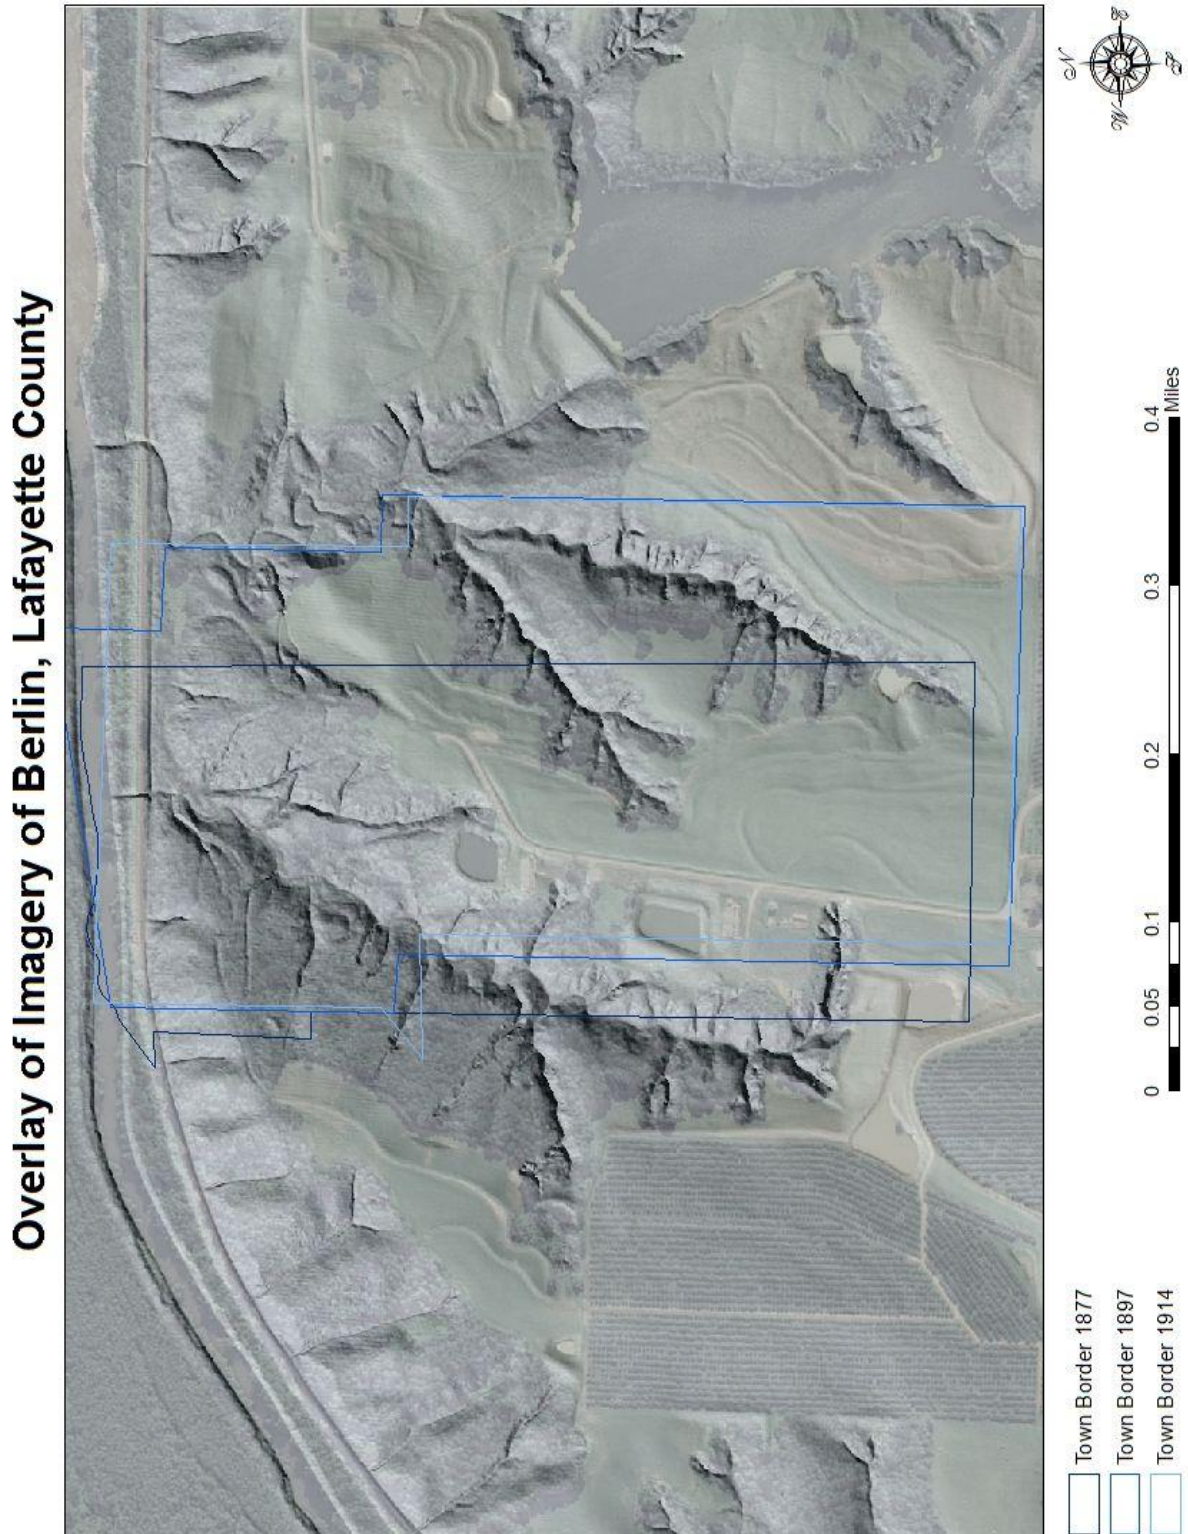 Overlay of Imagery of Berlin, Lafayette County
N
W E
S
Town Border 1877
Town Border 1897
Town Border 1914
0 0.05 0.1 0.2 0.3 0.4
Miles